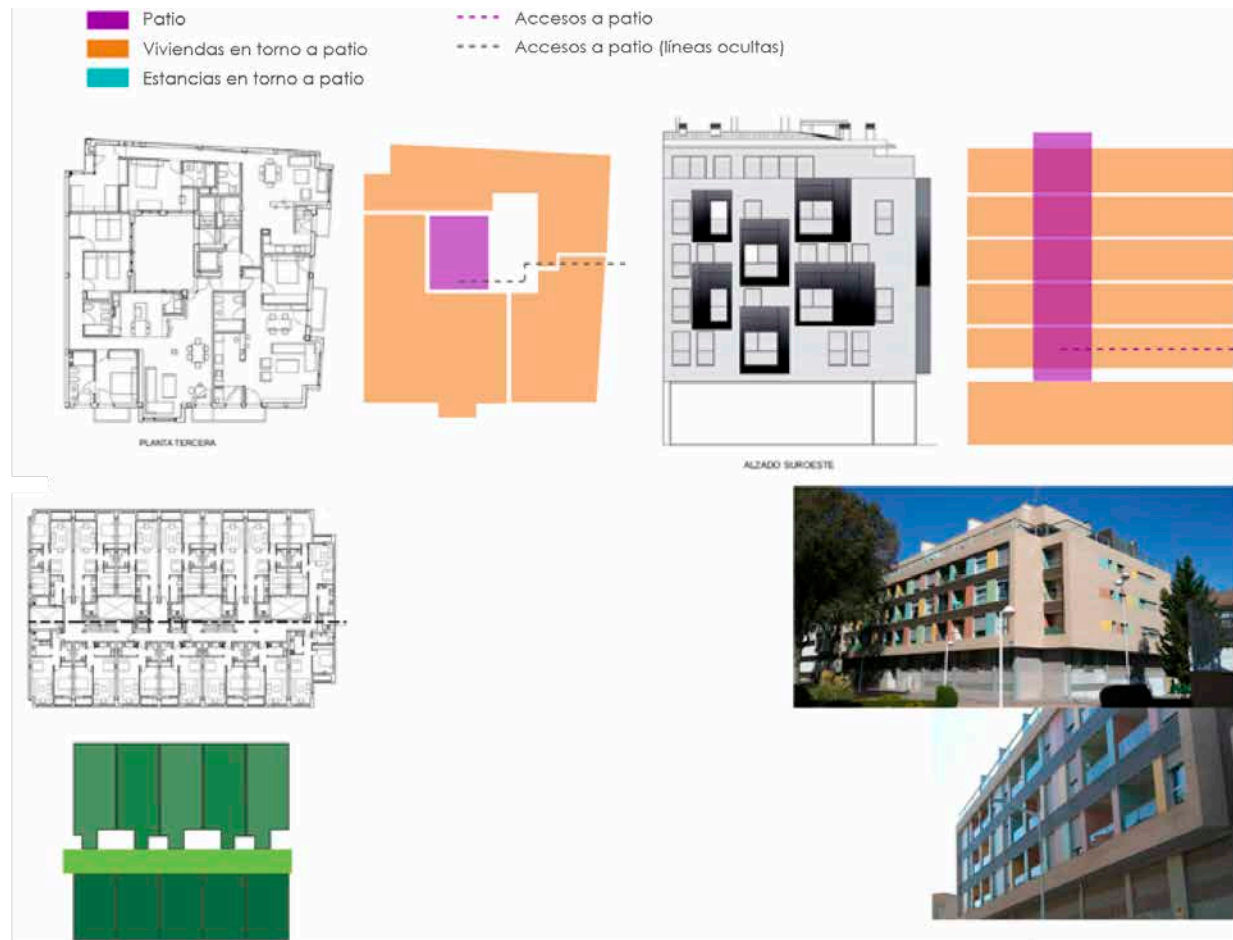 Patio
Viviendas en torno a patio
Estancias en torno a patio
Accesos a patio
Accesos a patio (líneas ocultas)
PLANTA TERCERA
ALZADO SUROESTE